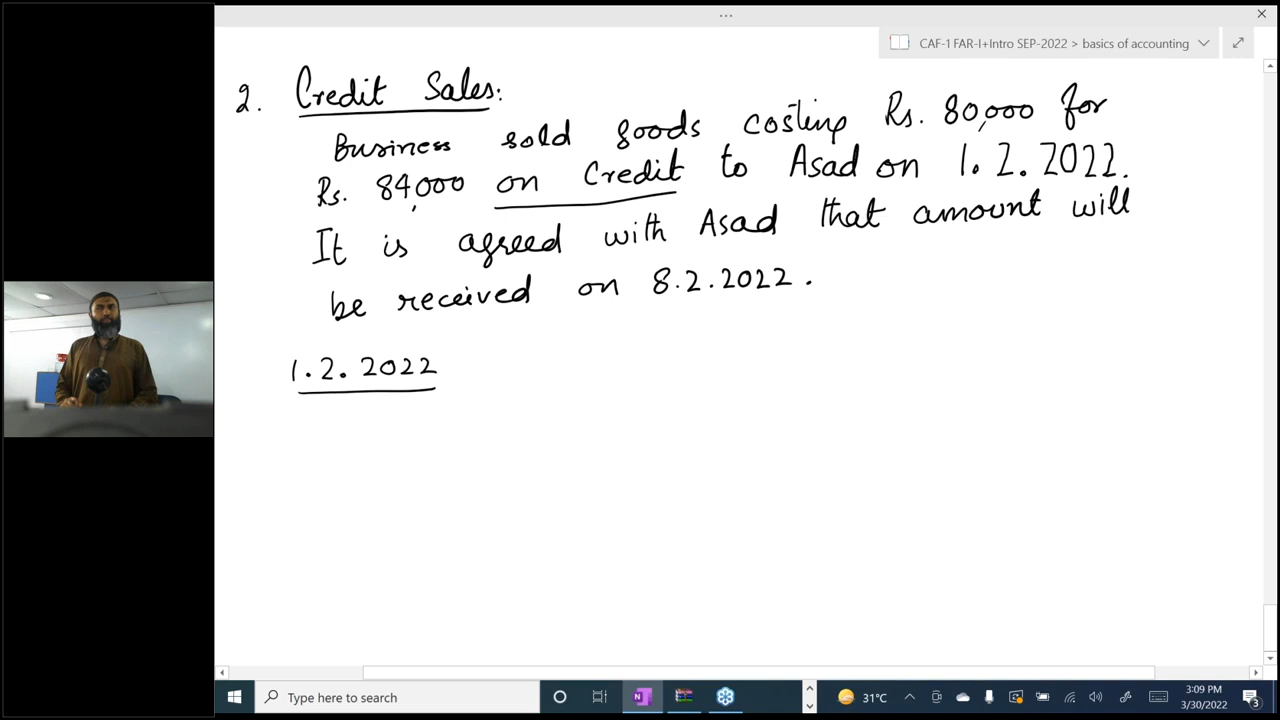 CAF-1 FAR-I+Intro SEP-2022 > basics of accounting
2. Credit Sales:
Business sold goods costing Rs. 80,000 for
Rs. 84,000 on Credit to Asad on 1.2.2022.
It is agreed with Asad that amount will
be received on 8.2.2022.
1.2.2022
Type here to search
31°C
3:09 PM
3/30/2022
3